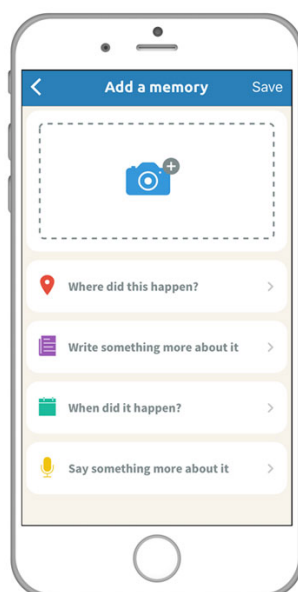 Add a memory Save
Where did this happen?
Write something more about it
When did it happen?
Say something more about it